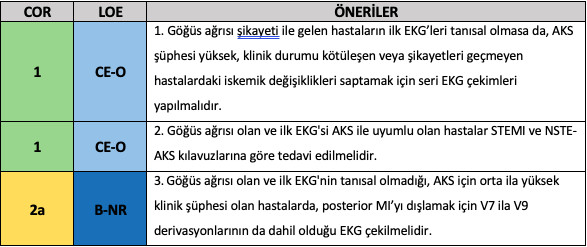 COR LOE ÖNERİLER
1 CE-O 1. Göğüs ağrısı şikayeti ile gelen hastaların ilk EKG’leri tanısal olmasa da, AKS
şüphesi yüksek, klinik durumu kötüleşen veya şikayetleri geçmeyen
hastalardaki iskemik değişiklikleri saptamak için seri EKG çekimleri
yapılmalıdır.
1 CE-O 2. Göğüs ağrısı olan ve ilk EKG'si AKS ile uyumlu olan hastalar STEMI ve NSTE-
AKS kılavuzlarına göre tedavi edilmelidir.
2a B-NR 3. Göğüs ağrısı olan ve ilk EKG'nin tanısal olmadığı, AKS için orta ila yüksek
klinik şüphesi olan hastalarda, posterior MI’yı dışlamak için V7 ila V9
derivasyonlarının da dahil olduğu EKG çekilmelidir.